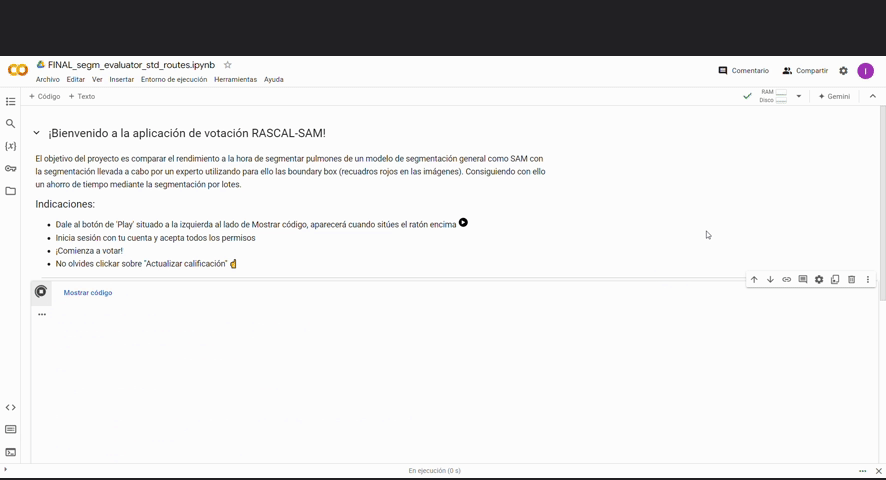 FINAL_segm_evaluator_std_routes.ipynb
Archivo Editar Ver Insertar Entorno de ejecución Herramientas Ayuda
Comentario Compartir I
+ Código + Texto
RAM
Disco
Gemini
¡Bienvenido a la aplicación de votación RASCAL-SAM!
El objetivo del proyecto es comparar el rendimiento a la hora de segmentar pulmones de un modelo de segmentación general como SAM con
la segmentación llevada a cabo por un experto utilizando para ello las boundary box (recuadros rojos en las imágenes). Consiguiendo con ello
un ahorro de tiempo mediante la segmentación por lotes.
Indicaciones:
• Dale al botón de 'Play' situado a la izquierda al lado de Mostrar código, aparecerá cuando sitúes el ratón encima
• Inicia sesión con tu cuenta y acepta todos los permisos
• ¡Comienza a votar!
• No olvides clickar sobre "Actualizar calificación" ☝
Mostrar código
En ejecución (0 s)